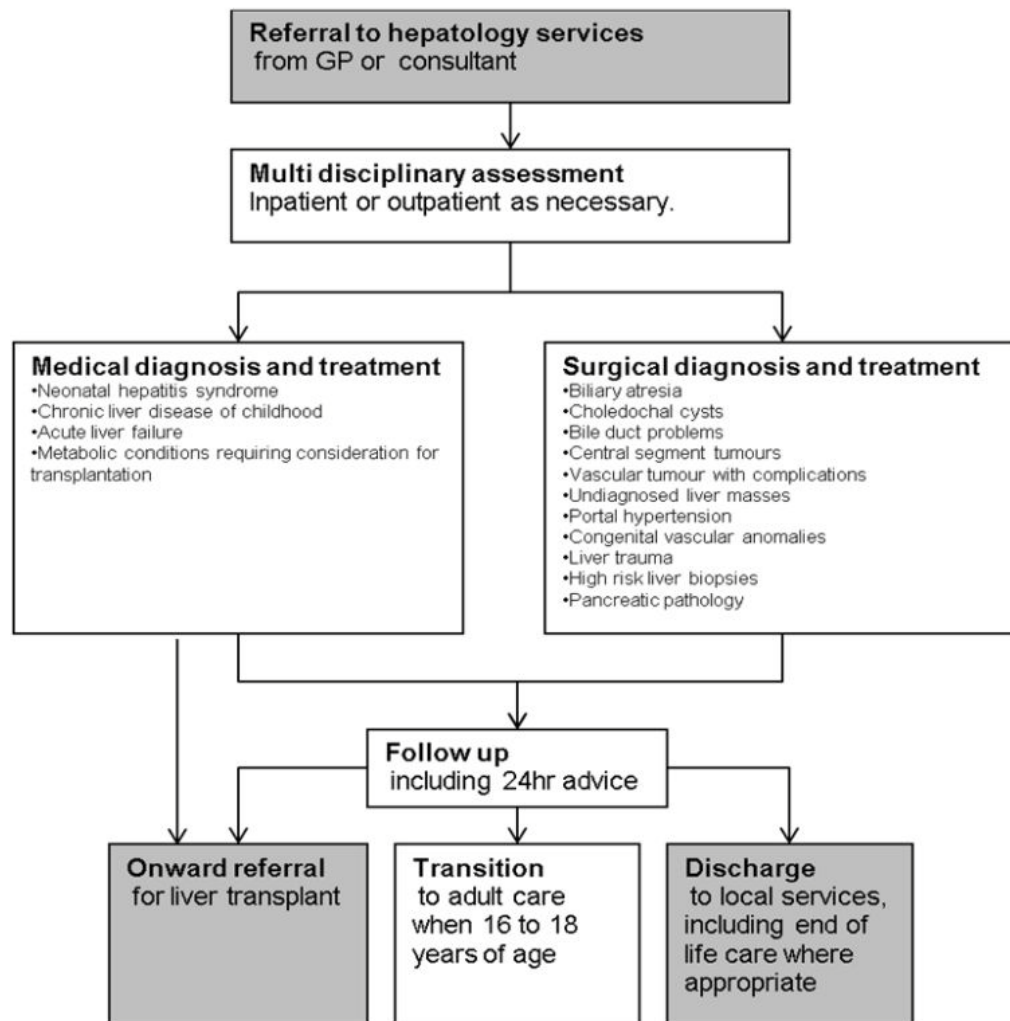 Referral to hepatology services
from GP or consultant
Multi disciplinary assessment
Inpatient or outpatient as necessary.
Medical diagnosis and treatment
•Neonatal hepatitis syndrome
•Chronic liver disease of childhood
•Acute liver failure
•Metabolic conditions requiring consideration for
transplantation
Surgical diagnosis and treatment
•Biliary atresia
•Choledochal cysts
•Bile duct problems
•Central segment tumours
•Vascular tumour with complications
•Undiagnosed liver masses
•Portal hypertension
•Congenital vascular anomalies
•Liver trauma
•High risk liver biopsies
•Pancreatic pathology
Follow up
including 24hr advice
Onward referral
for liver transplant
Transition
to adult care
when 16 to 18
years of age
Discharge
to local services,
including end of
life care where
appropriate